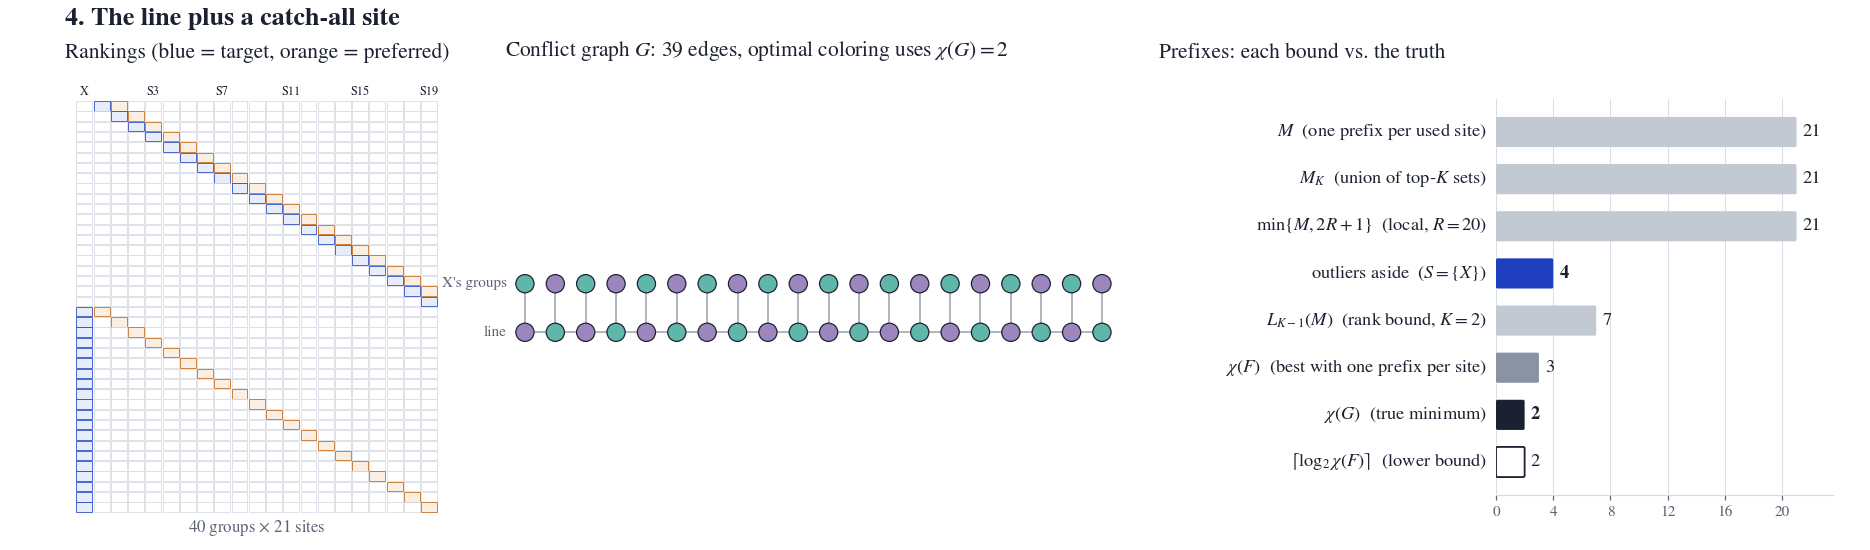 4. The line plus a catch-all site
Rankings (blue = target, orange = preferred)
X S3 S7 S11 S15 S19
40 groups × 21 sites
Conflict graph G: 39 edges, optimal coloring uses χ(G) = 2
X's groups
line
Prefixes: each bound vs. the truth
M (one prefix per used site) 21
M_K (union of top-K sets) 21
min{M, 2R + 1} (local, R = 20) 21
outliers aside (S = {X}) 4
L_{K−1}(M) (rank bound, K = 2) 7
χ(F) (best with one prefix per site) 3
χ(G) (true minimum) 2
⌈log₂ χ(F)⌉ (lower bound) 2
0 4 8 12 16 20